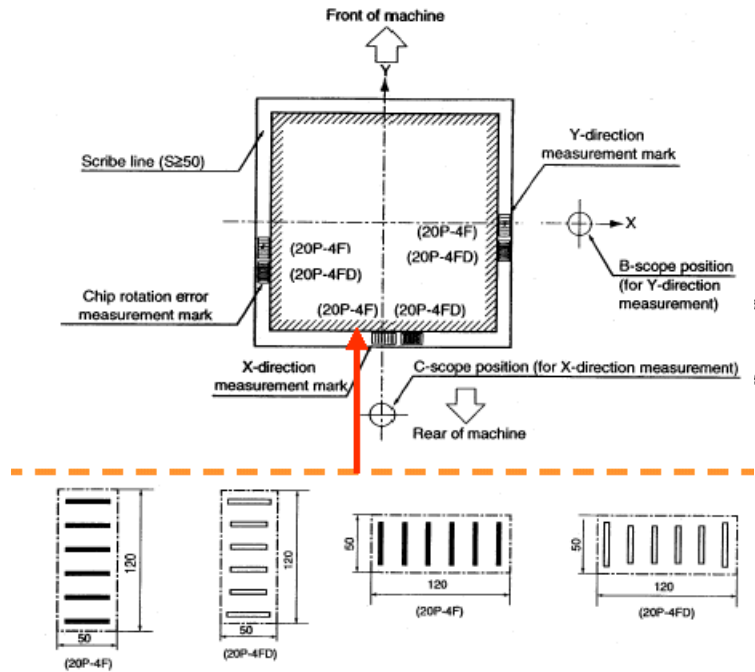 Front of machine
Y
Y-direction
measurement mark
Scribe line (S≥50)
X
(20P-4F)
(20P-4F)
(20P-4FD)
(20P-4FD)
B-scope position
(for Y-direction
measurement)
Chip rotation error
measurement mark
(20P-4F)
(20P-4FD)
X-direction
measurement mark
C-scope position (for X-direction measurement)
Rear of machine
120
50
(20P-4F)
120
50
(20P-4FD)
50
120
(20P-4F)
50
120
(20P-4FD)